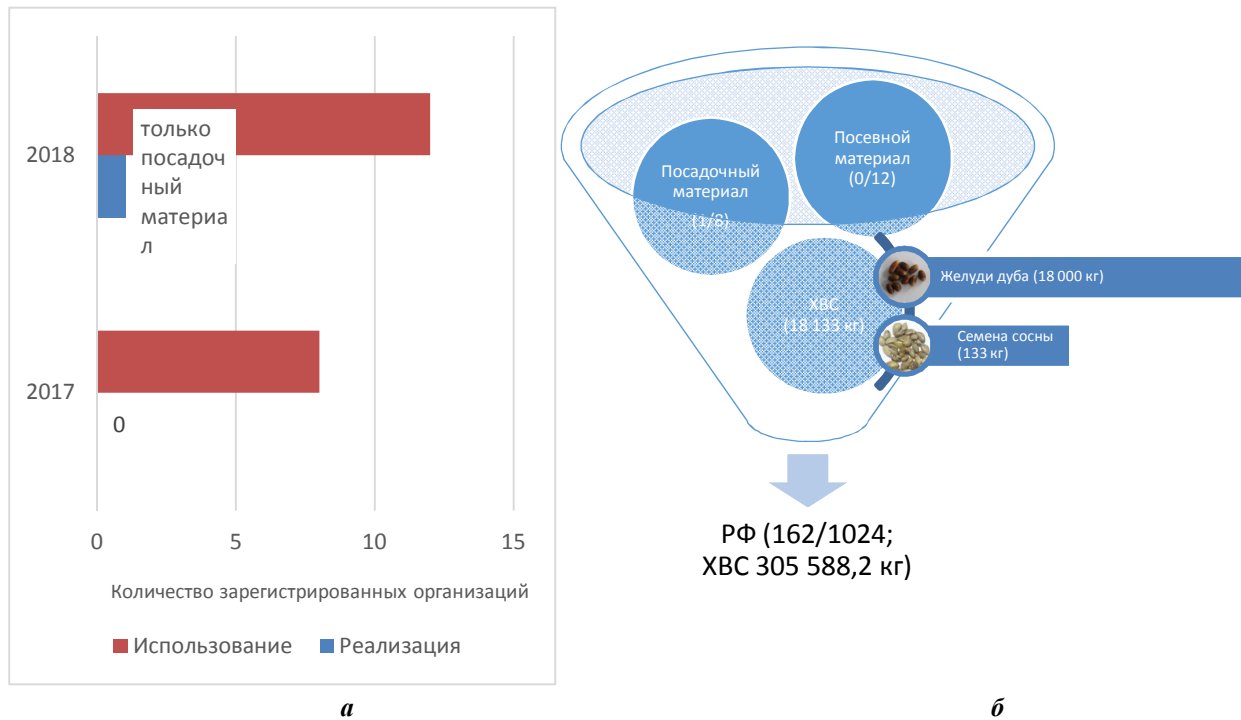 2018
только
посадоч
ный
материа
л
2017
0
0
5
10
15
Количество зарегистрированных организаций
Использование
Реализация
а
Посевной
материал
(0/12)
Посадочный
материал
(1/8)
ХВС
(18 133 кг)
Желуди дуба (18 000 кг)
Семена сосны
(133 кг)
РФ (162/1024;
ХВС 305 588,2 кг)
б